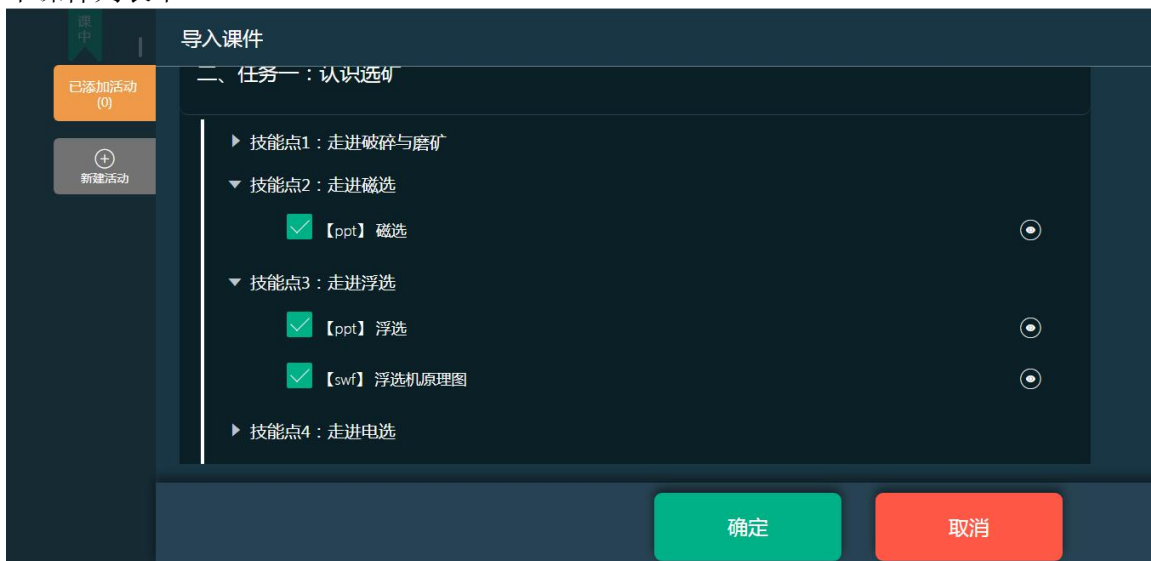 课中
导入课件
已添加活动
(0)
二、任务一：认识选矿
新建活动
技能点1：走进破碎与磨矿
技能点2：走进磁选
【ppt】磁选
技能点3：走进浮选
【ppt】浮选
【swf】浮选机原理图
技能点4：走进电选
确定
取消